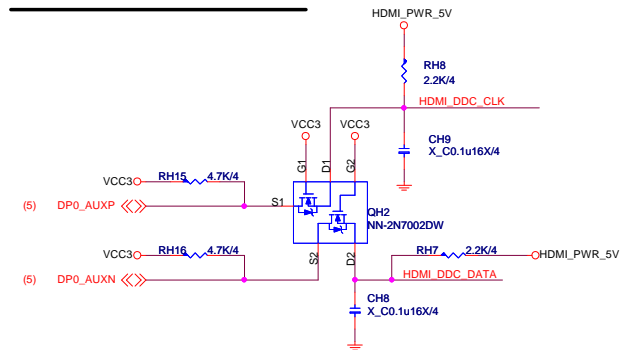 HDMI_PWR_5V
RH8
2.2K/4
HDMI_DDC_CLK
VCC3
VCC3
CH9
X_C0.1u16X/4
G1
D1
G2
VCC3
RH15
4.7K/4
(5)
DP0_AUXP
S1
QH2
NN-2N7002DW
VCC3
RH16
4.7K/4
S2
D2
RH7
2.2K/4
HDMI_PWR_5V
(5)
DP0_AUXN
HDMI_DDC_DATA
CH8
X_C0.1u16X/4